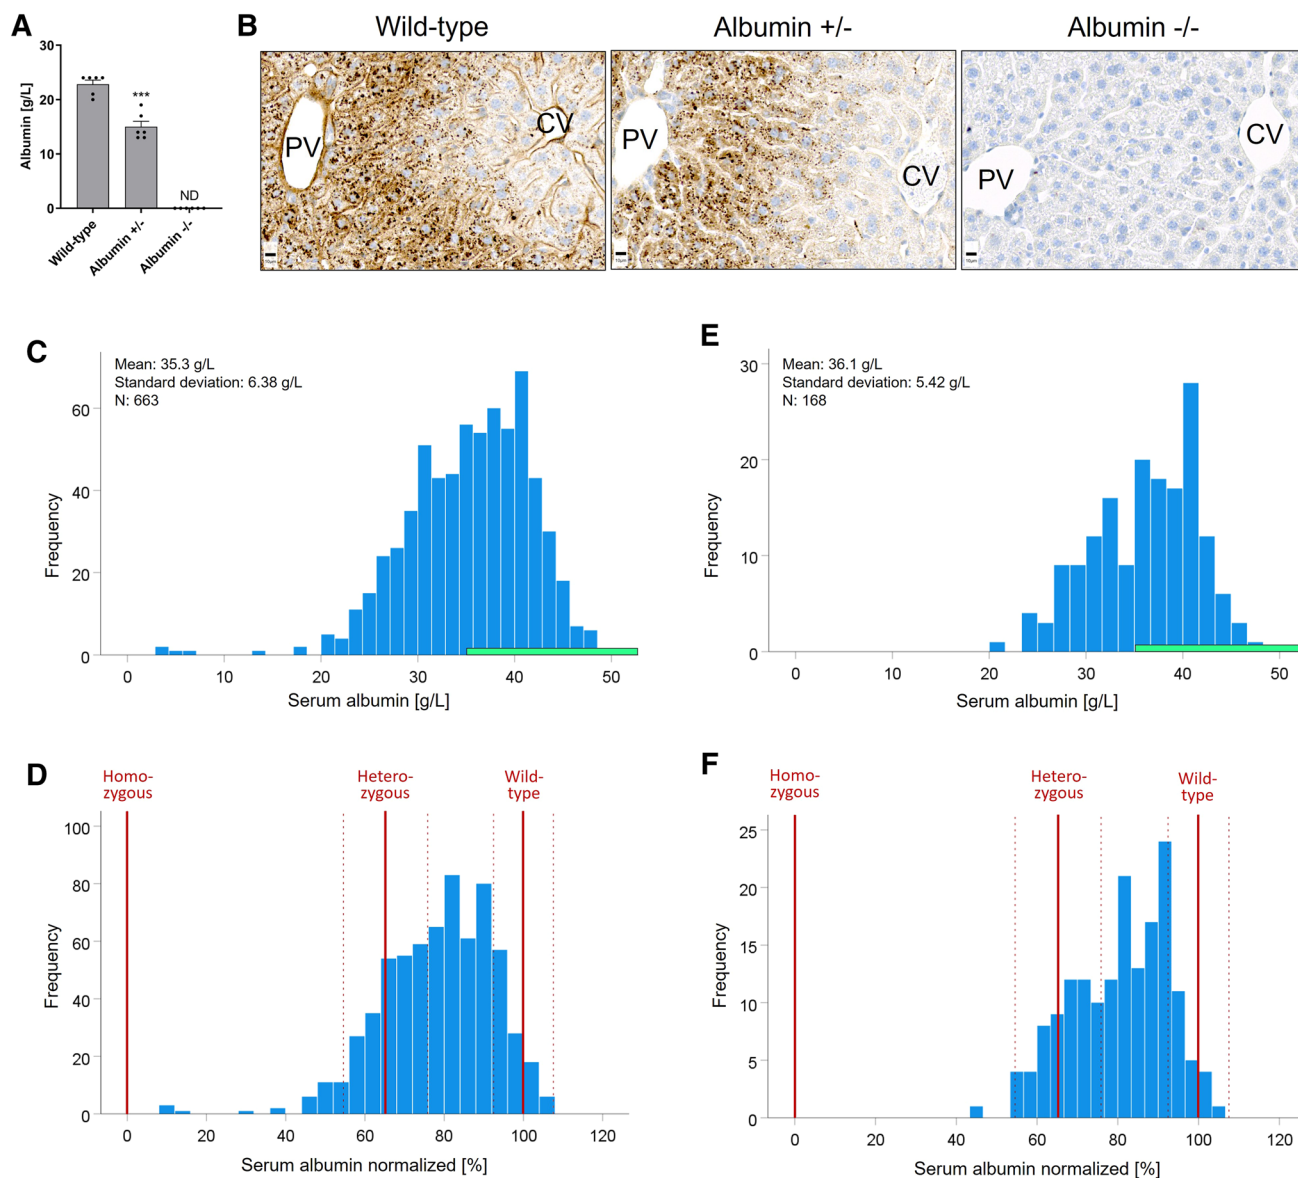 A
Albumin [g/L]
30
20
10
0
***
ND
Wild-type
Albumin +/-
Albumin -/-
B
Wild-type
Albumin +/-
Albumin -/-
PV
CV
10µm
PV
CV
10µm
PV
CV
10µm
C
Mean: 35.3 g/L
Standard deviation: 6.38 g/L
N: 663
Frequency
60
40
20
0
0 10 20 30 40 50
Serum albumin [g/L]
E
Mean: 36.1 g/L
Standard deviation: 5.42 g/L
N: 168
Frequency
30
20
10
0
0 10 20 30 40 50
Serum albumin [g/L]
D
Homo-
zygous
Hetero-
zygous
Wild-
type
Frequency
100
80
60
40
20
0
0 20 40 60 80 100 120
Serum albumin normalized [%]
F
Homo-
zygous
Hetero-
zygous
Wild-
type
Frequency
25
20
15
10
5
0
0 20 40 60 80 100 120
Serum albumin normalized [%]